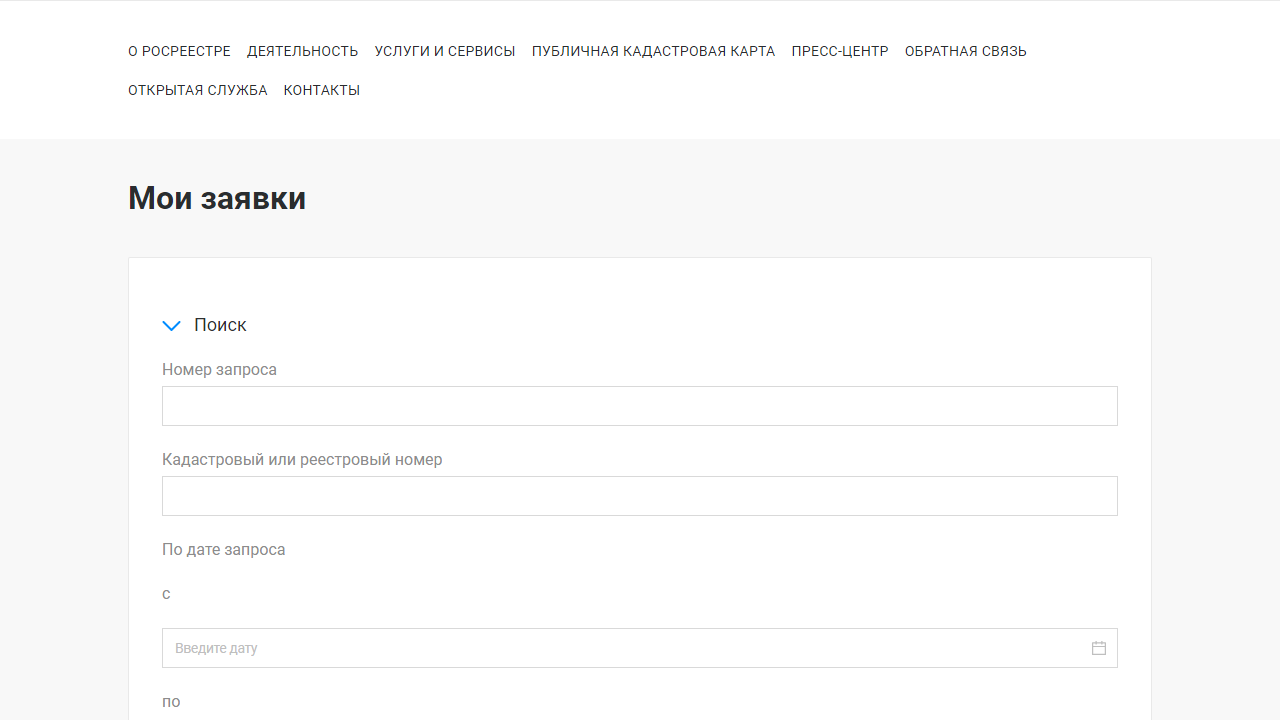 О РОСРЕЕСТРЕ ДЕЯТЕЛЬНОСТЬ УСЛУГИ И СЕРВИСЫ ПУБЛИЧНАЯ КАДАСТРОВАЯ КАРТА ПРЕСС-ЦЕНТР ОБРАТНАЯ СВЯЗЬ
ОТКРЫТАЯ СЛУЖБА КОНТАКТЫ
Мои заявки
Поиск
Номер запроса
Кадастровый или реестровый номер
По дате запроса
с
Введите дату
по